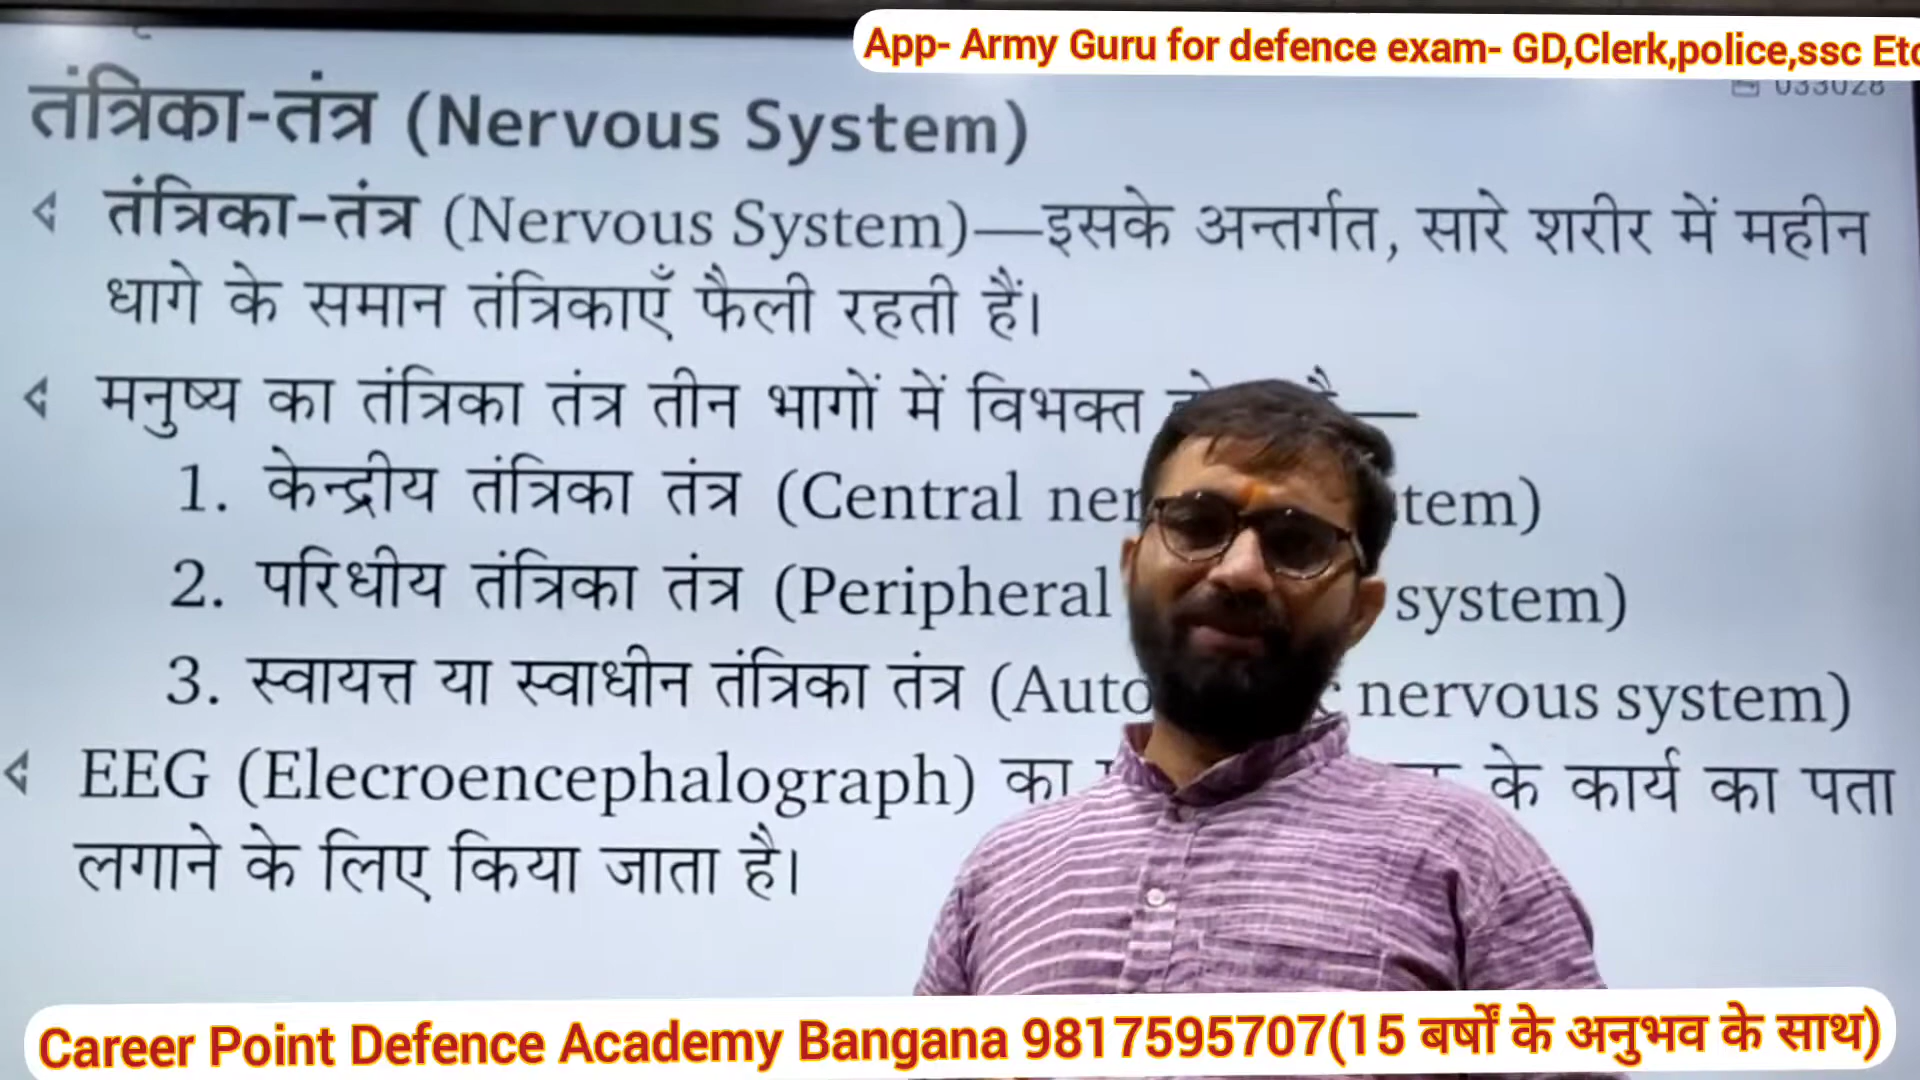 App- Army Guru for defence exam- GD,Clerk,police,ssc Etc
033028
तंत्रिका-तंत्र (Nervous System)
तंत्रिका-तंत्र (Nervous System)—इसके अन्तर्गत, सारे शरीर में महीन
धागे के समान तंत्रिकाएँ फैली रहती हैं।
मनुष्य का तंत्रिका तंत्र तीन भागों में विभक्त —
1. केन्द्रीय तंत्रिका तंत्र (Central
2. परिधीय तंत्रिका तंत्र (Peripheral system)
3. स्वायत्त या स्वाधीन तंत्रिका तंत्र ( nervous system)
EEG (Elecroencephalograph) का के कार्य का पता
लगाने के लिए किया जाता है।
Career Point Defence Academy Bangana 9817595707(15 बर्षों के अनुभव के साथ)